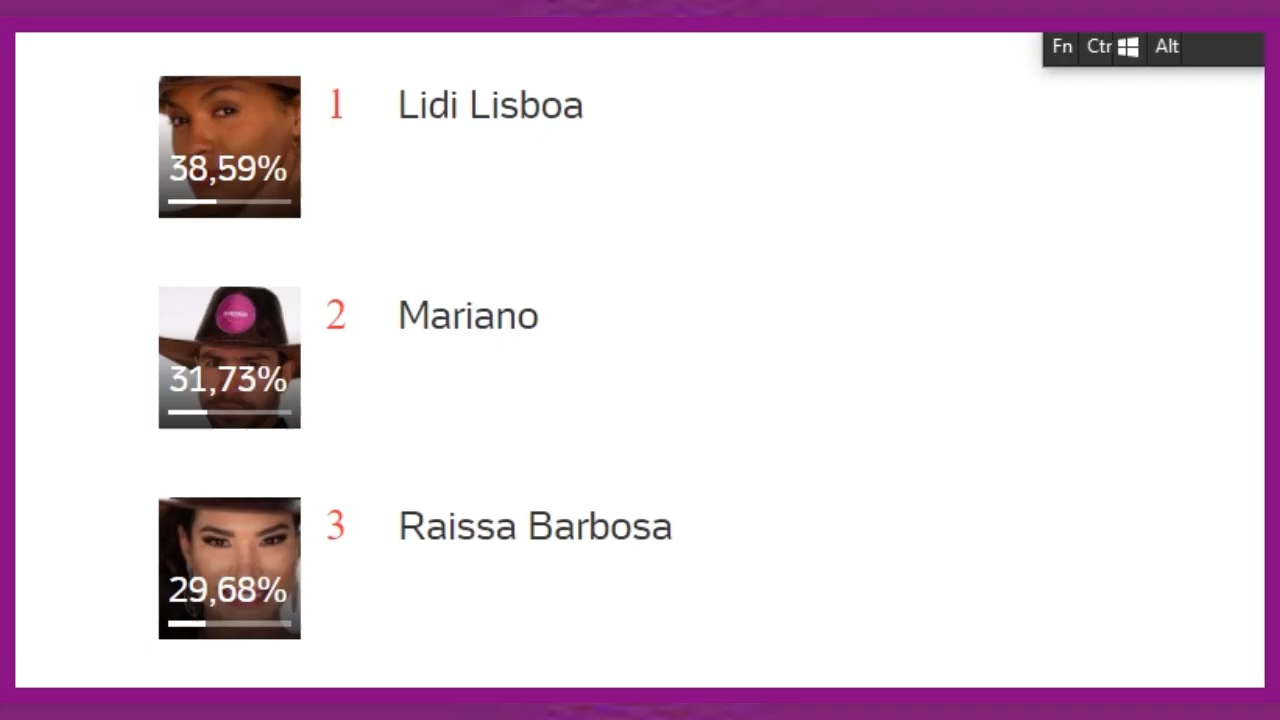 Fn Ctr Alt
1 Lidi Lisboa
38,59%
2 Mariano
31,73%
3 Raissa Barbosa
29,68%